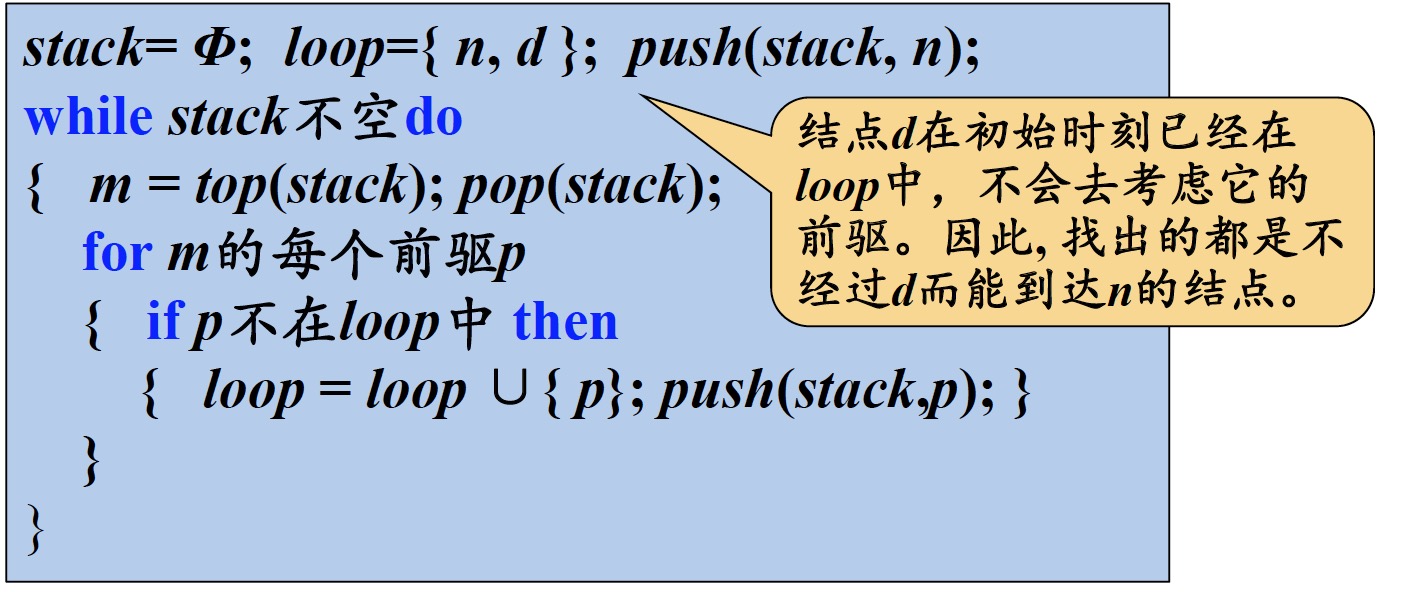 stack= Φ; loop={ n, d }; push(stack, n);
while stack不空do
{ m = top(stack); pop(stack);
for m的每个前驱p
{ if p不在loop中 then
{ loop = loop ∪{ p}; push(stack,p); }
}
}
结点d在初始时刻已经在
loop中，不会去考虑它的
前驱。因此, 找出的都是不
经过d而能到达n的结点。